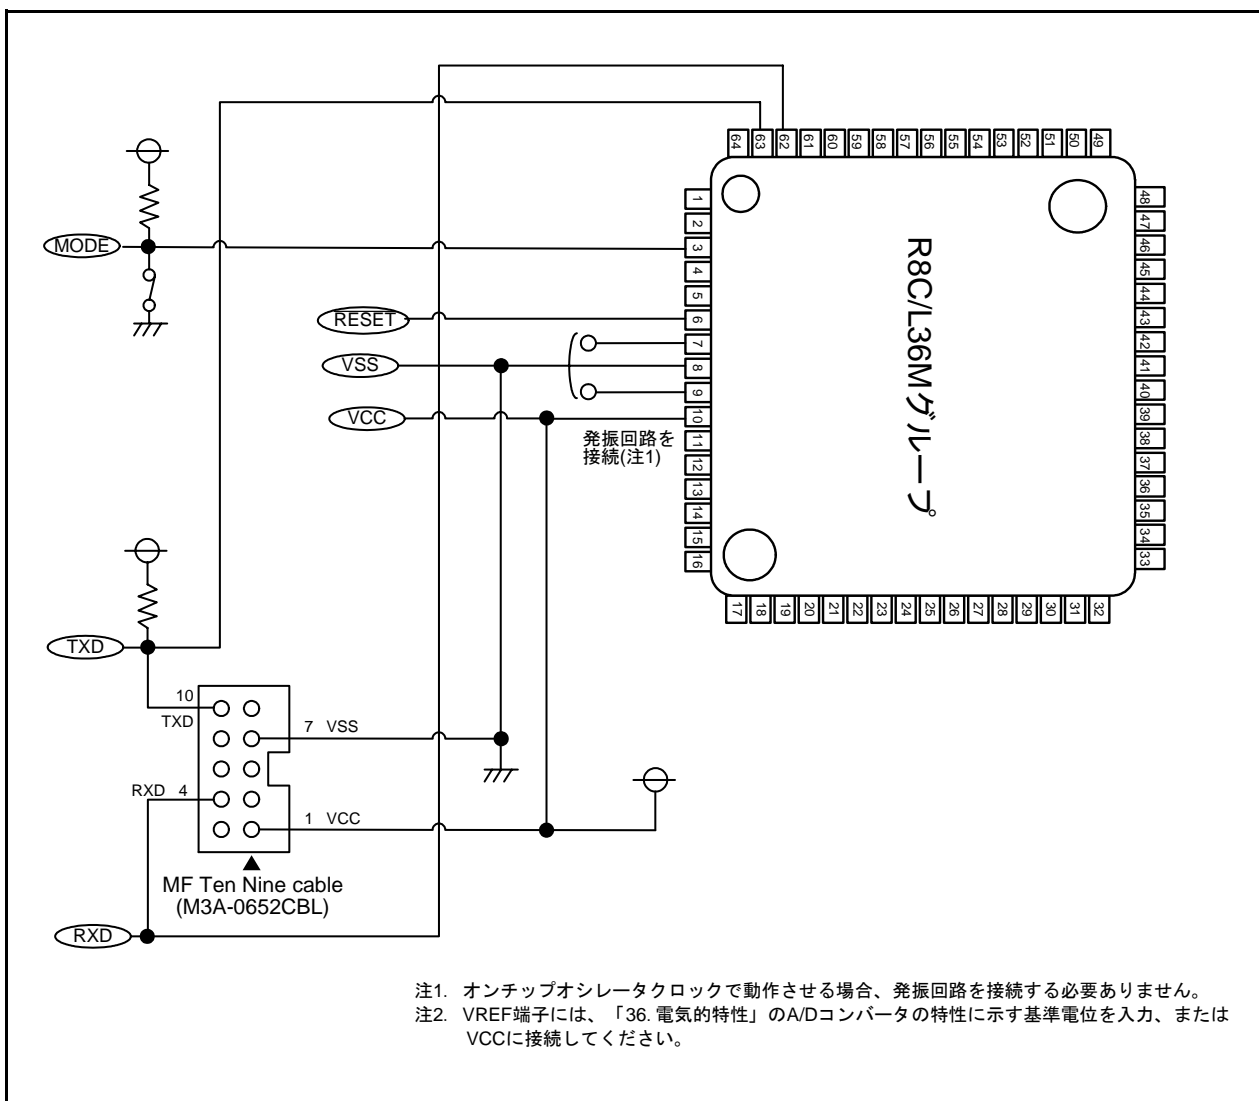 64 63 62 61 60 59 58 57 56 55 54 53 52 51 50 49
1
2
3
4
5
6
7
8
9
10
11
12
13
14
15
16
48
47
46
45
44
43
42
41
40
39
38
37
36
35
34
33
17 18 19 20 21 22 23 24 25 26 27 28 29 30 31 32
R8C/L36Mグループ
MODE
RESET
VSS
VCC
発振回路を
接続(注1)
TXD
10
TXD
7 VSS
RXD 4
1 VCC
MF Ten Nine cable
(M3A-0652CBL)
RXD
注1. オンチップオシレータクロックで動作させる場合、発振回路を接続する必要ありません。
注2. VREF端子には、「36. 電気的特性」のA/Dコンバータの特性に示す基準電位を入力、または
VCCに接続してください。